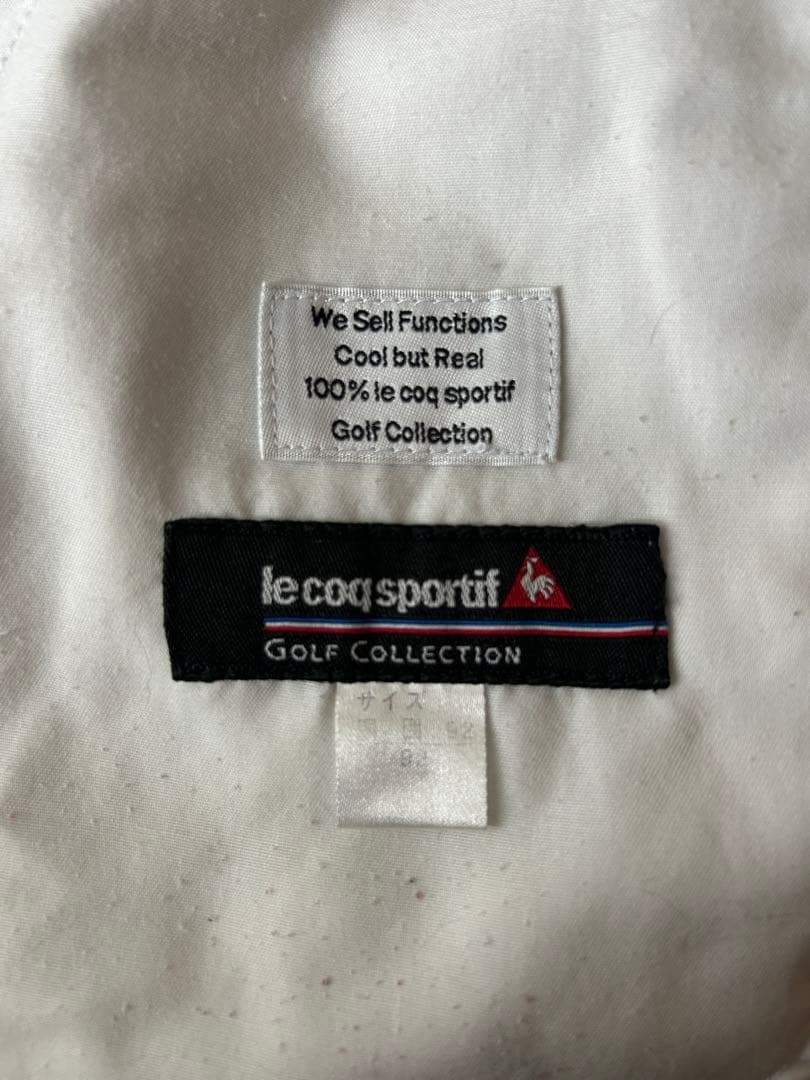 We Sell Functions
Cool but Real
100% le coq sportif
Golf Collection
le coq sportif
GOLF COLLECTION
サイズ
92